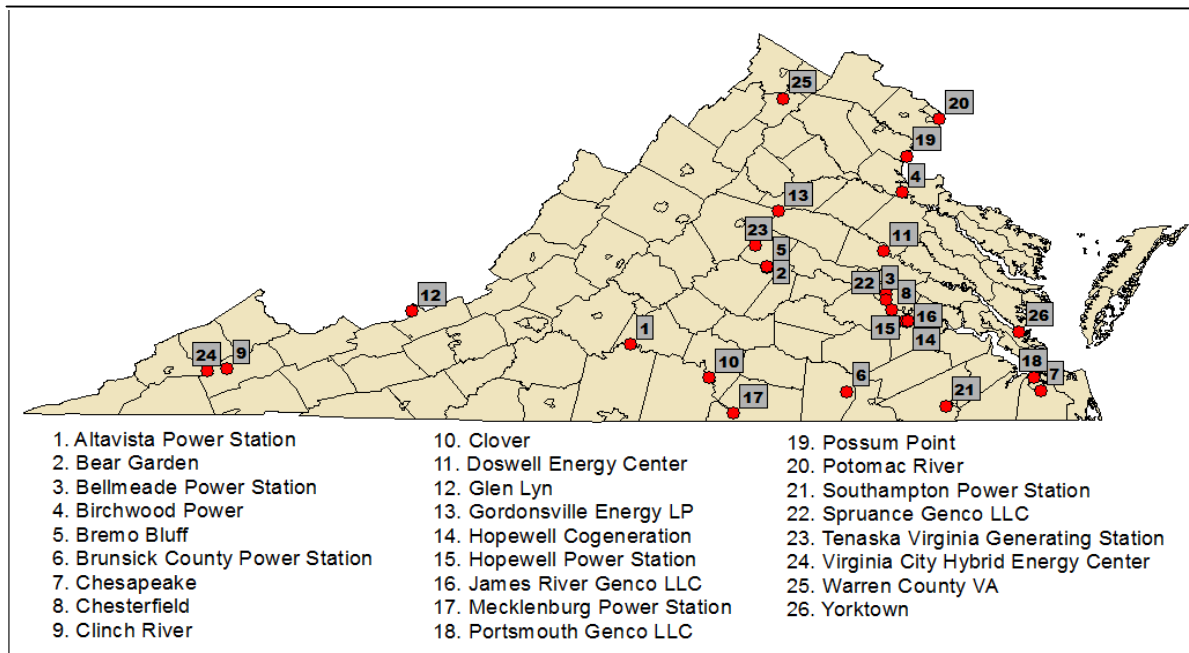 25
20
19
4
13
23
5
11
2
22
3
8
12
26
16
1
15
14
9
24
18
7
10
6
17
21
1. Altavista Power Station
2. Bear Garden
3. Bellmeade Power Station
4. Birchwood Power
5. Bremo Bluff
6. Brunsick County Power Station
7. Chesapeake
8. Chesterfield
9. Clinch River
10. Clover
11. Doswell Energy Center
12. Glen Lyn
13. Gordonsville Energy LP
14. Hopewell Cogeneration
15. Hopewell Power Station
16. James River Genco LLC
17. Mecklenburg Power Station
18. Portsmouth Genco LLC
19. Possum Point
20. Potomac River
21. Southampton Power Station
22. Spruance Genco LLC
23. Tenaska Virginia Generating Station
24. Virginia City Hybrid Energy Center
25. Warren County VA
26. Yorktown